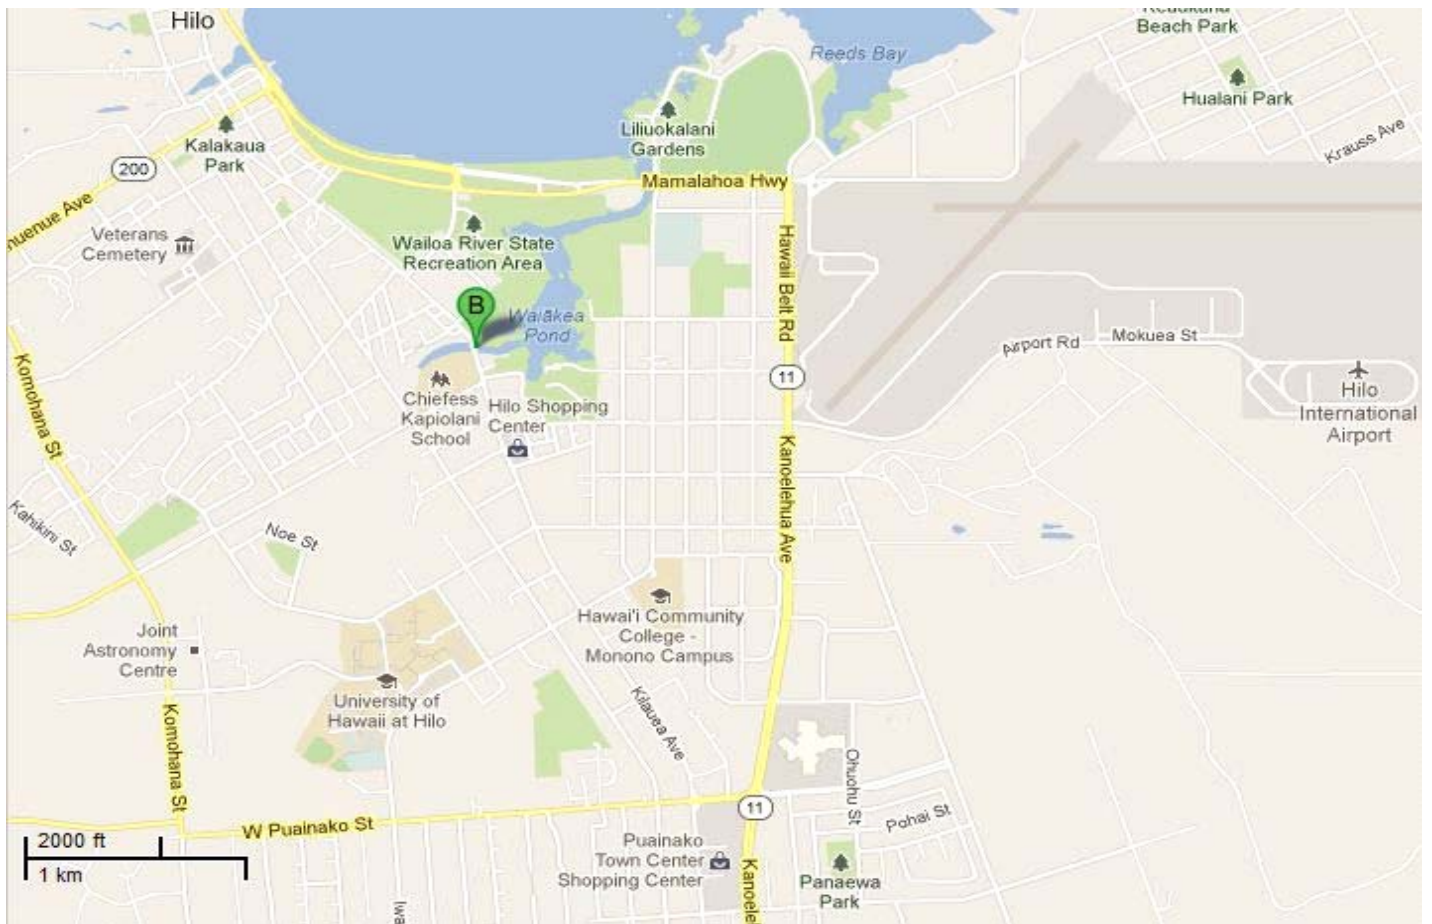 Hilo
Keaukaha
Beach Park
Reeds Bay
Hualani Park
Liliuokalani
Gardens
Kalakaua
Park
Krauss Ave
200
Mamalahoa Hwy
Veterans
Cemetery
Wailoa River State
Recreation Area
Hawaii Belt Rd
B
Waiākea
Pond
Airport Rd
Mokuea St
Komohana St
11
Hilo
International
Airport
Chiefess
Kapiolani
School
Hilo Shopping
Center
Kanoelehua Ave
Kahikini St
Noe St
Hawai'i Community
College -
Monono Campus
Joint
Astronomy
Centre
University of
Hawaii at Hilo
Kilauea Ave
Komohana St
Ohuohu St
11
W Puainako St
Pohai St
2000 ft
1 km
Puainako
Town Center
Shopping Center
Panaewa
Park